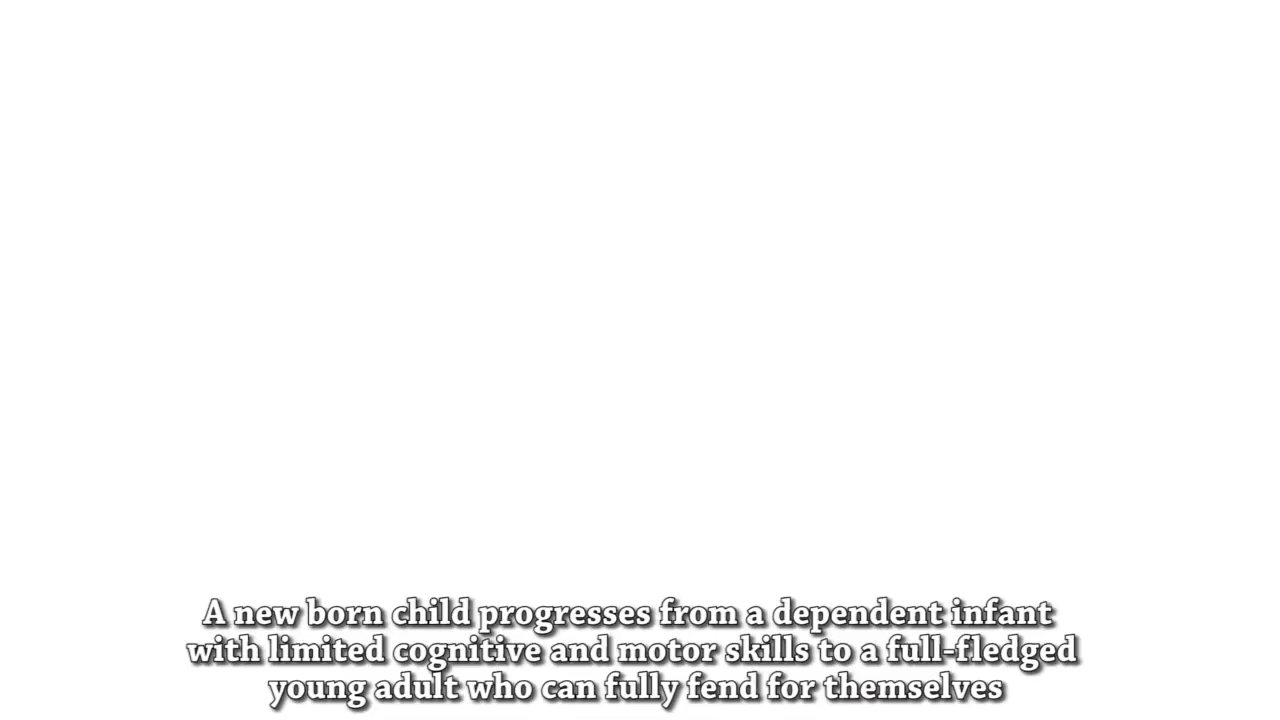 A new born child progresses from a dependent infant
with limited cognitive and motor skills to a full-fledged
young adult who can fully fend for themselves